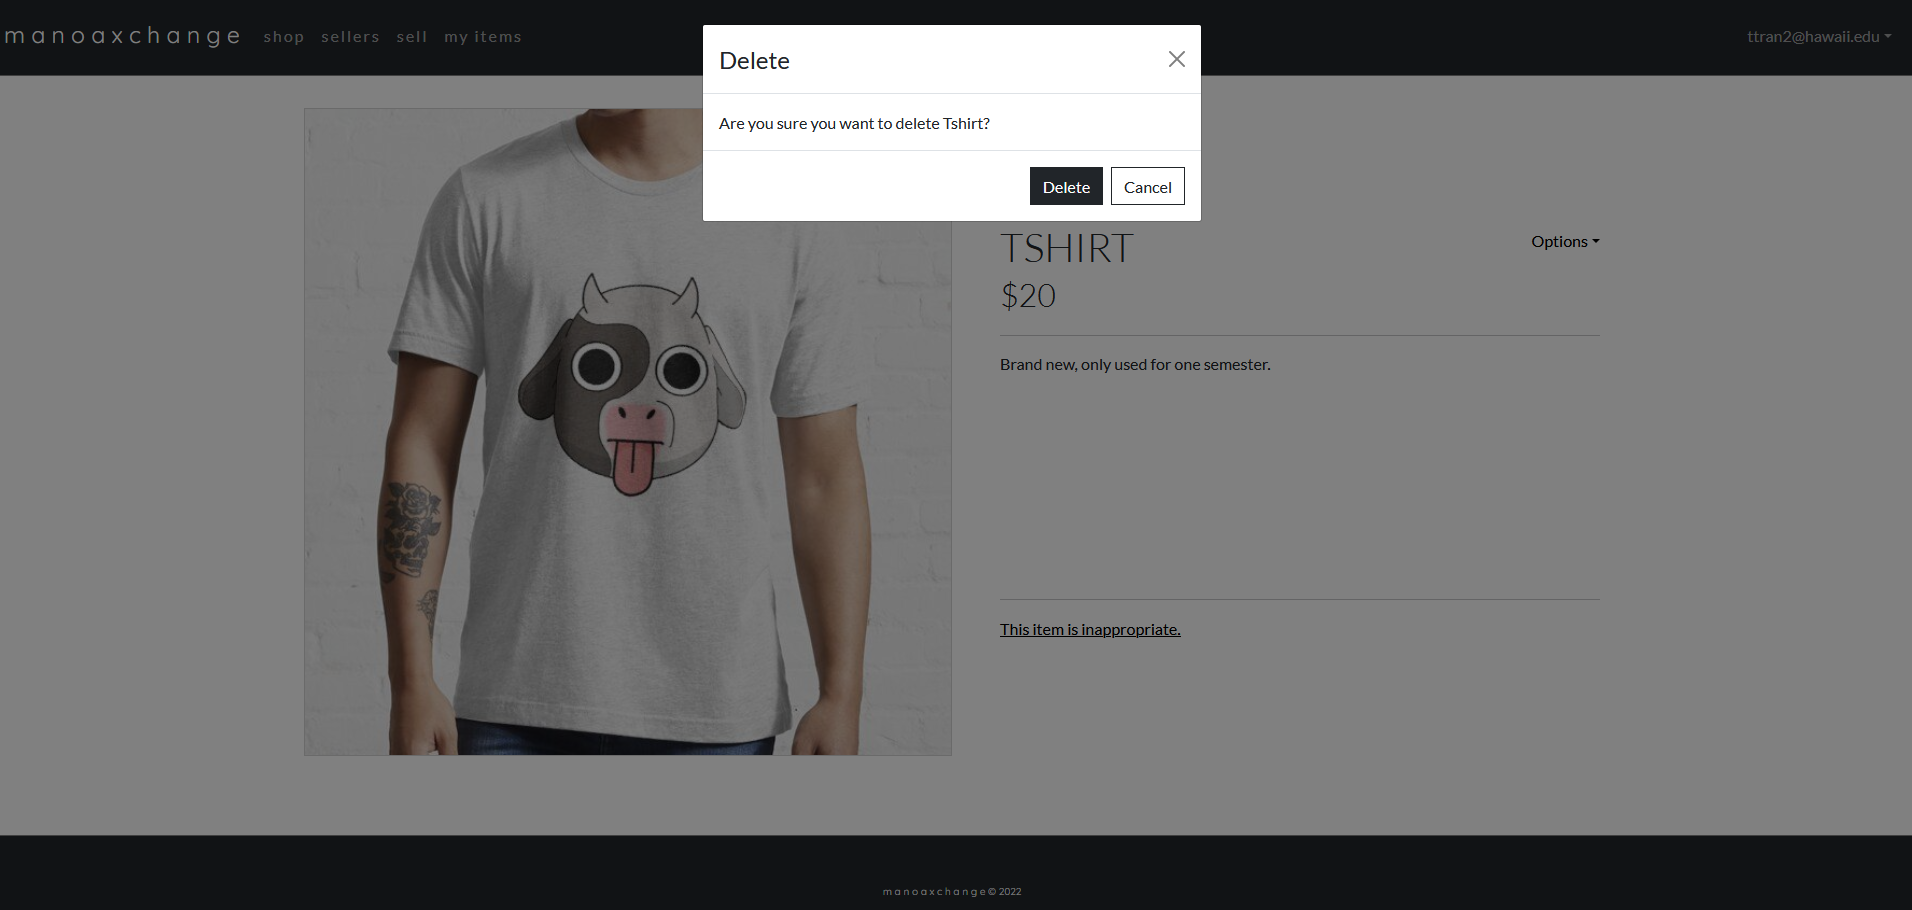 manoaxchange shop sellers sell my items ttran2@hawaii.edu
Delete
Are you sure you want to delete Tshirt?
Delete Cancel
TSHIRT
Options
$20
Brand new, only used for one semester.
This item is inappropriate.
manoaxchange© 2022